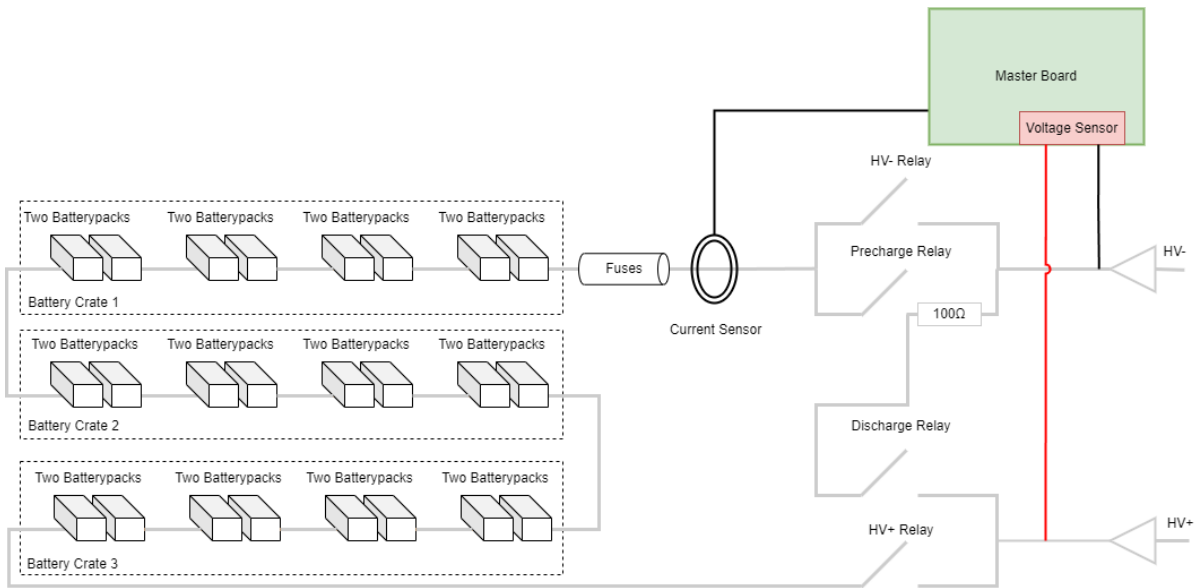 Master Board
Voltage Sensor
HV- Relay
Two Batterypacks Two Batterypacks Two Batterypacks Two Batterypacks
Precharge Relay
HV-
Fuses
Battery Crate 1
100Ω
Current Sensor
Two Batterypacks Two Batterypacks Two Batterypacks Two Batterypacks
Battery Crate 2
Discharge Relay
Two Batterypacks Two Batterypacks Two Batterypacks Two Batterypacks
HV+ Relay
HV+
Battery Crate 3